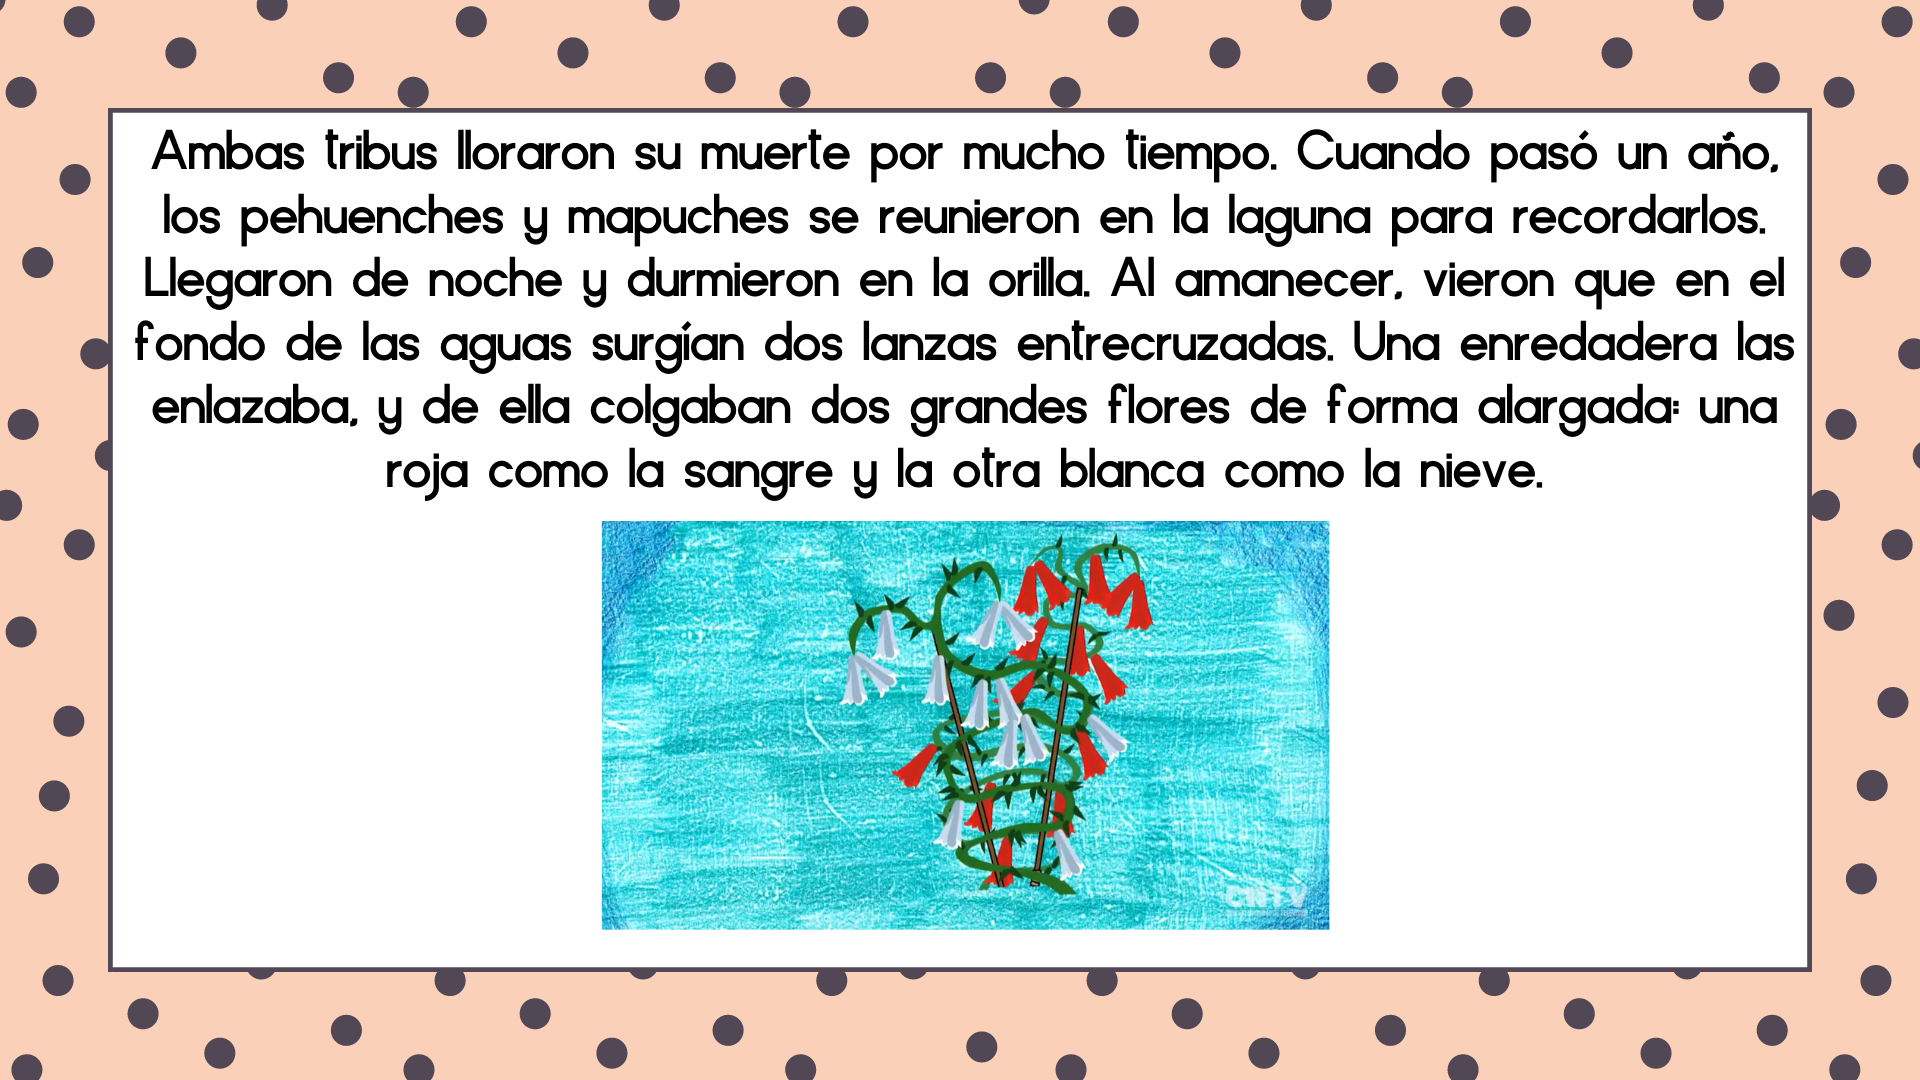 Ambas tribus lloraron su muerte por mucho tiempo. Cuando pasó un año,
los pehuenches y mapuches se reunieron en la laguna para recordarlos.
Llegaron de noche y durmieron en la orilla. Al amanecer, vieron que en el
fondo de las aguas surgían dos lanzas entrecruzadas. Una enredadera las
enlazaba, y de ella colgaban dos grandes flores de forma alargada: una
roja como la sangre y la otra blanca como la nieve.
CNTV